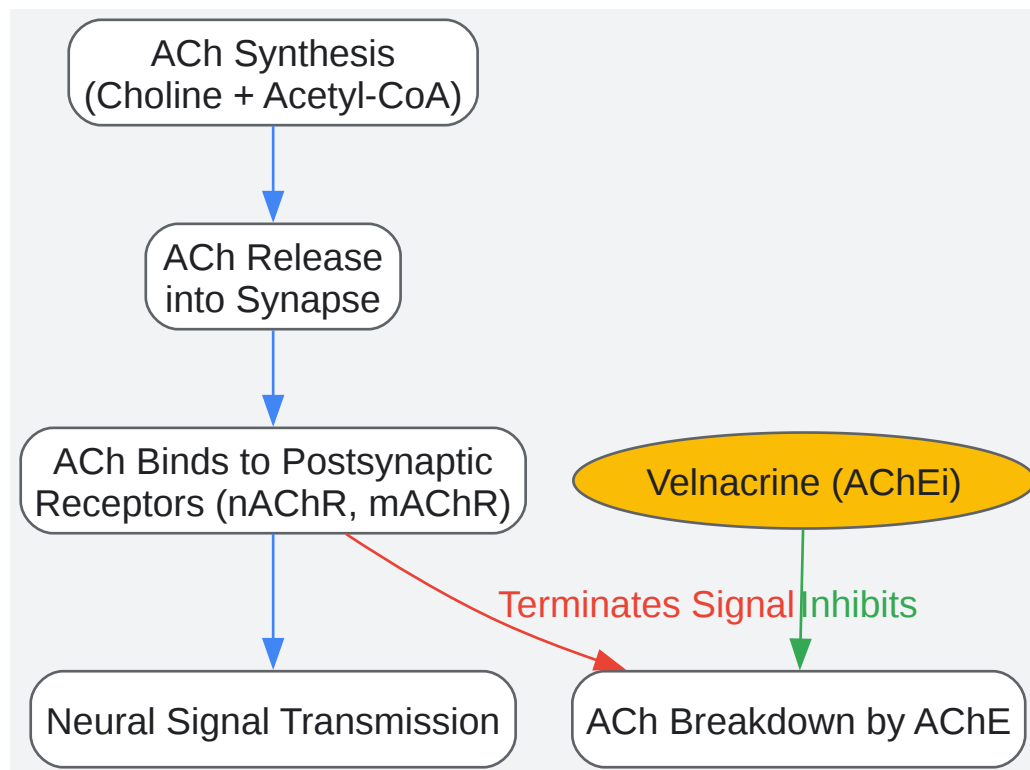 ACh Synthesis
(Choline + Acetyl-CoA)
ACh Release
into Synapse
ACh Binds to Postsynaptic
Receptors (nAChR, mAChR)
Velnacrine (AChEi)
Terminates Signal
Inhibits
Neural Signal Transmission
ACh Breakdown by AChE